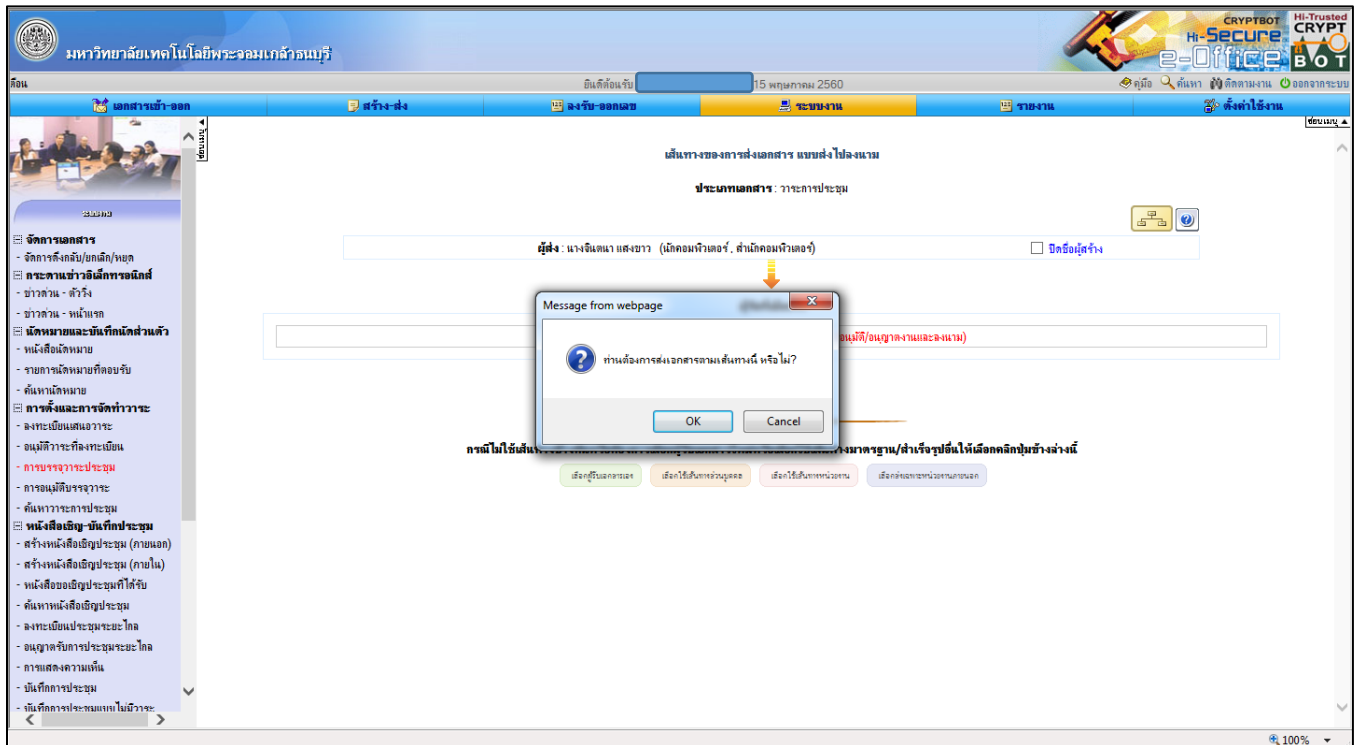 มหาวิทยาลัยเทคโนโลยีพระจอมเกล้าธนบุรี
CRYPTBOT
Hi-Secure
e-Office
Hi-Trusted
CRYPT
BOT
ยินดีต้อนรับ 15 พฤษภาคม 2560
คู่มือ ค้นหา ติดตามงาน ออกจากระบบ
เอกสารเข้า-ออก สร้าง-ส่ง ลงรับ-ออกเลข ระบบงาน รายงาน ตั้งค่าใช้งาน
ซ่อนเมนู
ซ่อนเมนู
ระบบงาน
จัดการเอกสาร
- จัดการดึงกลับ/ยกเลิก/หยุด
กระดานข่าวอิเล็กทรอนิกส์
- ข่าวด่วน - ตัววิ่ง
- ข่าวด่วน - หน้าแรก
นัดหมายและบันทึกนัดส่วนตัว
- หนังสือนัดหมาย
- รายการนัดหมายที่ตอบรับ
- ค้นหานัดหมาย
การตั้งและการจัดทำวาระ
- ลงทะเบียนเสนอวาระ
- อนุมัติวาระที่ลงทะเบียน
- การบรรจุวาระประชุม
- การอนุมัติบรรจุวาระ
- ค้นหาวาระการประชุม
หนังสือเชิญ-บันทึกประชุม
- สร้างหนังสือเชิญประชุม (ภายนอก)
- สร้างหนังสือเชิญประชุม (ภายใน)
- หนังสือขอเชิญประชุมที่ได้รับ
- ค้นหาหนังสือเชิญประชุม
- ลงทะเบียนประชุมระยะไกล
- อนุญาตรับการประชุมระยะไกล
- การแสดงความเห็น
- บันทึกการประชุม
- บันทึกการประชุมแบบไม่มีวาระ
เส้นทางของการส่งเอกสาร แบบส่งไปลงนาม
ประเภทเอกสาร : วาระการประชุม
ผู้ส่ง : นางจินตนา แสงขาว (นักคอมพิวเตอร์, สำนักคอมพิวเตอร์) ปิดชื่อผู้สร้าง
Message from webpage
อนุมัติ/อนุญาตงานและลงนาม)
ท่านต้องการส่งเอกสารตามเส้นทางนี้ หรือไม่?
OK Cancel
กรณีไม่ใช้เส้น มาตรฐาน/สำเร็จรูปอื่นให้เลือกคลิกปุ่มข้างล่างนี้
เลือกผู้รับเอกสารเอง เลือกใช้เส้นทางส่วนบุคคล เลือกใช้เส้นทางหน่วยงาน เลือกส่งเฉพาะหน่วยงานภายนอก
100%